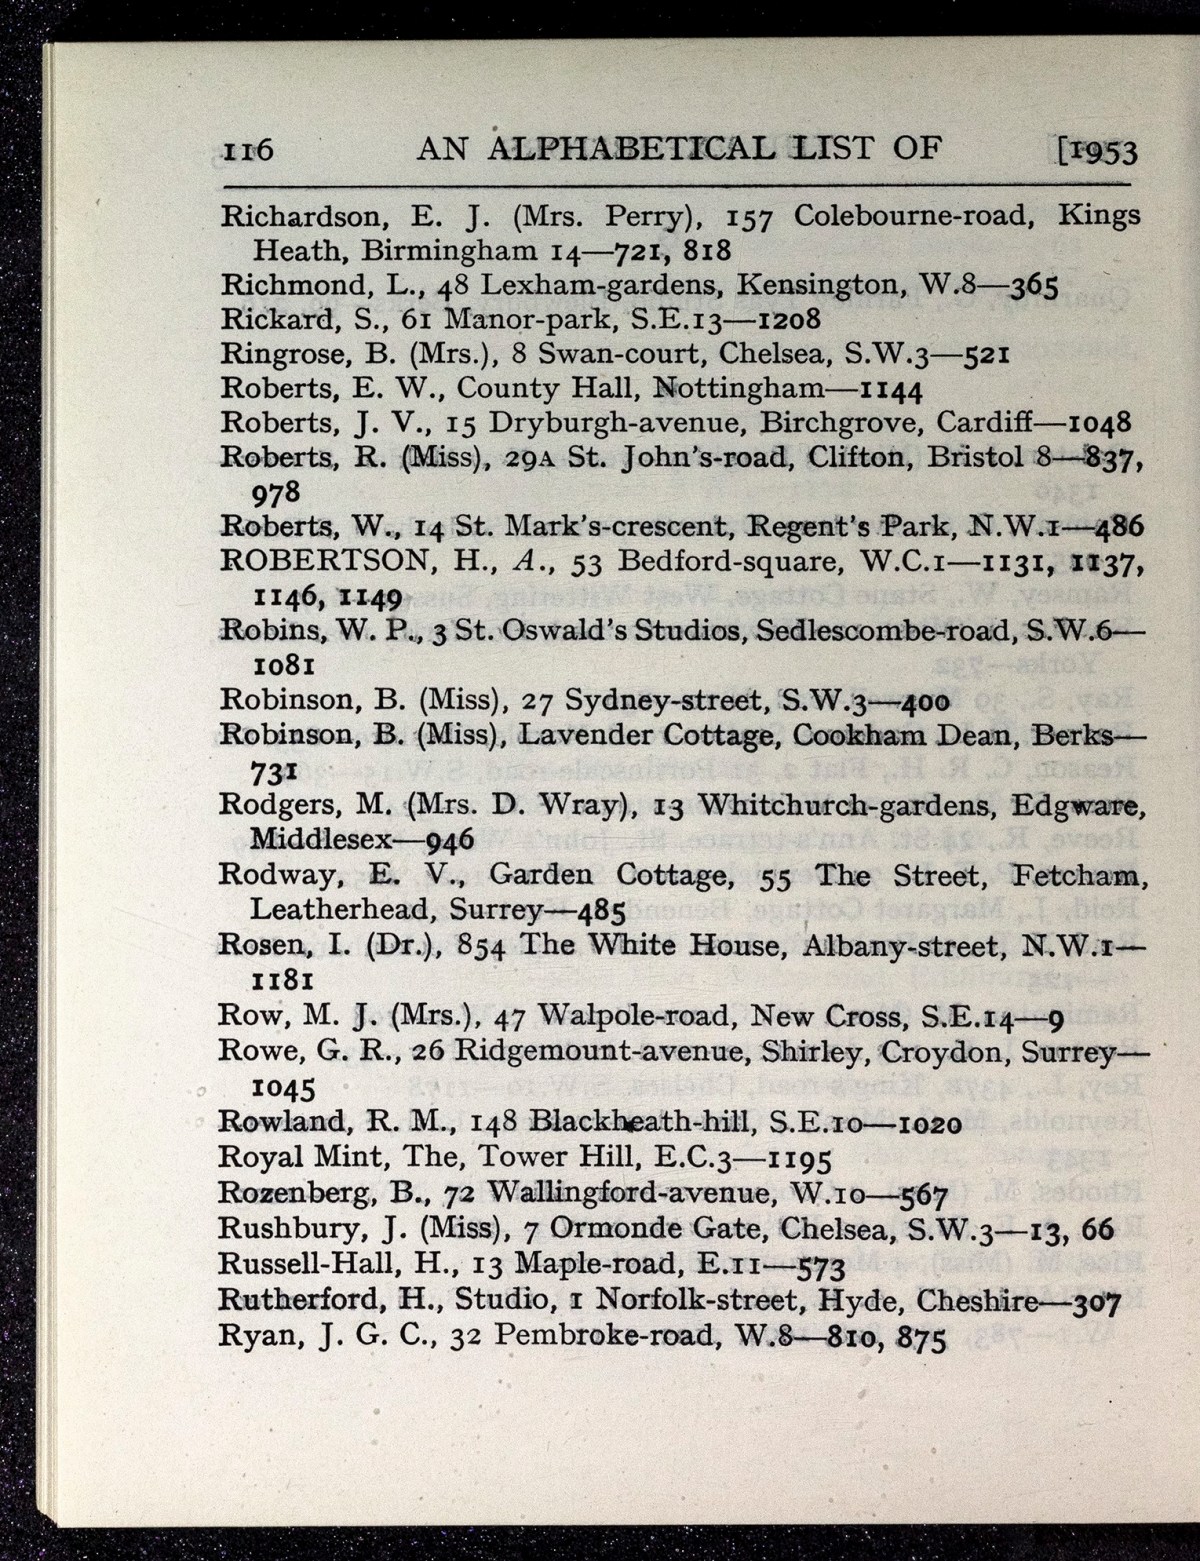 116 AN ALPHABETICAL LIST OF [1953
Richardson, E. J. (Mrs. Perry), 157 Colebourne-road, Kings
Heath, Birmingham 14—721, 818
Richmond, L., 48 Lexham-gardens, Kensington, W.8—365
Rickard, S., 61 Manor-park, S.E.13—1208
Ringrose, B. (Mrs.), 8 Swan-court, Chelsea, S.W.3—521
Roberts, E. W., County Hall, Nottingham—1144
Roberts, J. V., 15 Dryburgh-avenue, Birchgrove, Cardiff—1048
Roberts, R. (Miss), 29A St. John's-road, Clifton, Bristol 8—837,
978
Roberts, W., 14 St. Mark's-crescent, Regent's Park, N.W.1—486
ROBERTSON, H., A., 53 Bedford-square, W.C.1—1131, 1137,
1146, 1149
Robins, W. P., 3 St. Oswald's Studios, Sedlescombe-road, S.W.6—
1081
Robinson, B. (Miss), 27 Sydney-street, S.W.3—400
Robinson, B. (Miss), Lavender Cottage, Cookham Dean, Berks—
731
Rodgers, M. (Mrs. D. Wray), 13 Whitchurch-gardens, Edgware,
Middlesex—946
Rodway, E. V., Garden Cottage, 55 The Street, Fetcham,
Leatherhead, Surrey—485
Rosen, I. (Dr.), 854 The White House, Albany-street, N.W.1—
1181
Row, M. J. (Mrs.), 47 Walpole-road, New Cross, S.E.14—9
Rowe, G. R., 26 Ridgemount-avenue, Shirley, Croydon, Surrey—
1045
Rowland, R. M., 148 Blackheath-hill, S.E.10—1020
Royal Mint, The, Tower Hill, E.C.3—1195
Rozenberg, B., 72 Wallingford-avenue, W.10—567
Rushbury, J. (Miss), 7 Ormonde Gate, Chelsea, S.W.3—13, 66
Russell-Hall, H., 13 Maple-road, E.11—573
Rutherford, H., Studio, 1 Norfolk-street, Hyde, Cheshire—307
Ryan, J. G. C., 32 Pembroke-road, W.8—810, 875